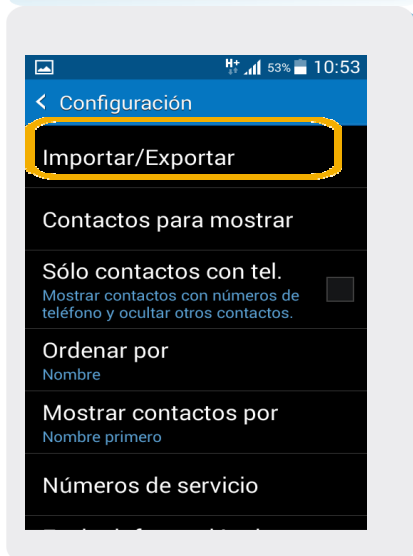 H+ 53% 10:53
< Configuración
Importar/Exportar
Contactos para mostrar
Sólo contactos con tel.
Mostrar contactos con números de
teléfono y ocultar otros contactos.
Ordenar por
Nombre
Mostrar contactos por
Nombre primero
Números de servicio